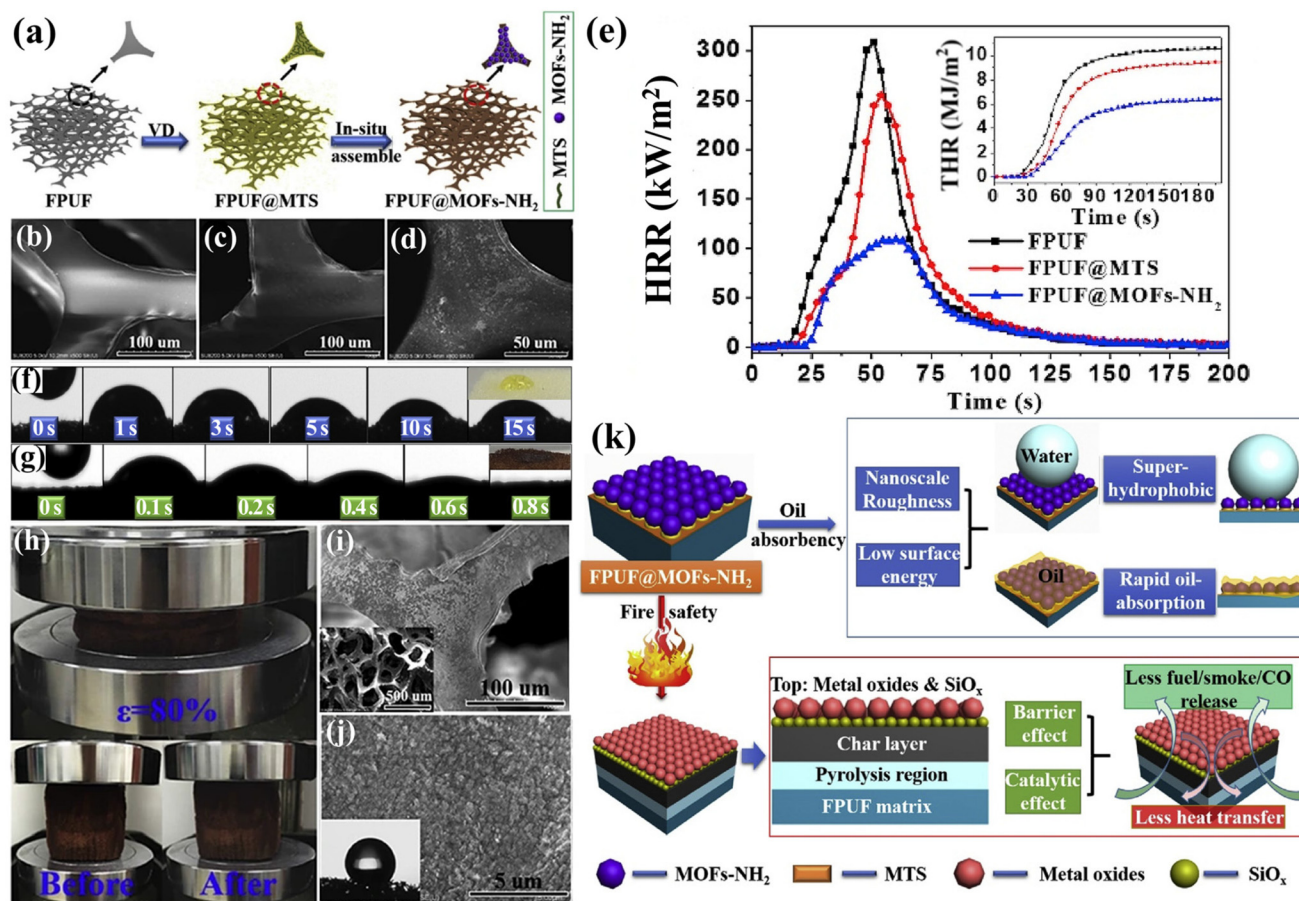 (a)
VD
In-situ
assemble
FPUF
FPUF@MTS
FPUF@MOFs-NH2
MTS
MOFs-NH2
(b)
100 um
(c)
100 um
(d)
50 um
(e)
HRR (kW/m2)
300
250
200
150
100
50
0
0
25
50
75
100
125
150
175
200
Time (s)
THR (MJ/m2)
10
8
6
4
2
0
0
30
60
90
120
150
180
Time (s)
FPUF
FPUF@MTS
FPUF@MOFs-NH2
(f)
0 s
1 s
3 s
5 s
10 s
15 s
(g)
0 s
0.1 s
0.2 s
0.4 s
0.6 s
0.8 s
(h)
ε=80%
Before
After
(i)
500 um
100 um
(j)
5 um
(k)
FPUF@MOFs-NH2
Oil
absorbency
Nanoscale
Roughness
Low surface
energy
Water
Super-
hydrophobic
Oil
Rapid oil-
absorption
Fire safety
Top: Metal oxides & SiOx
Char layer
Pyrolysis region
FPUF matrix
Barrier
effect
Catalytic
effect
Less fuel/smoke/CO
release
Less heat transfer
MOFs-NH2
MTS
Metal oxides
SiOx